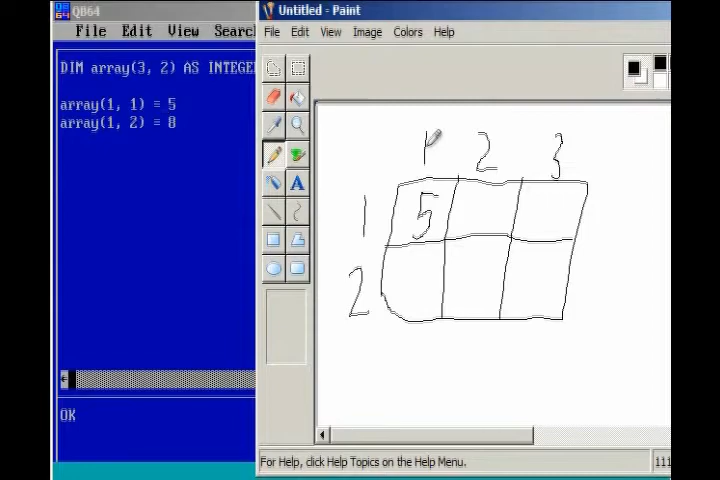 QB64
File Edit View Search
DIM array(3, 2) AS INTEGE
array(1, 1) = 5
array(1, 2) = 8
OK
Untitled - Paint
File Edit View Image Colors Help
1 2 3
1 5
2
For Help, click Help Topics on the Help Menu.
111